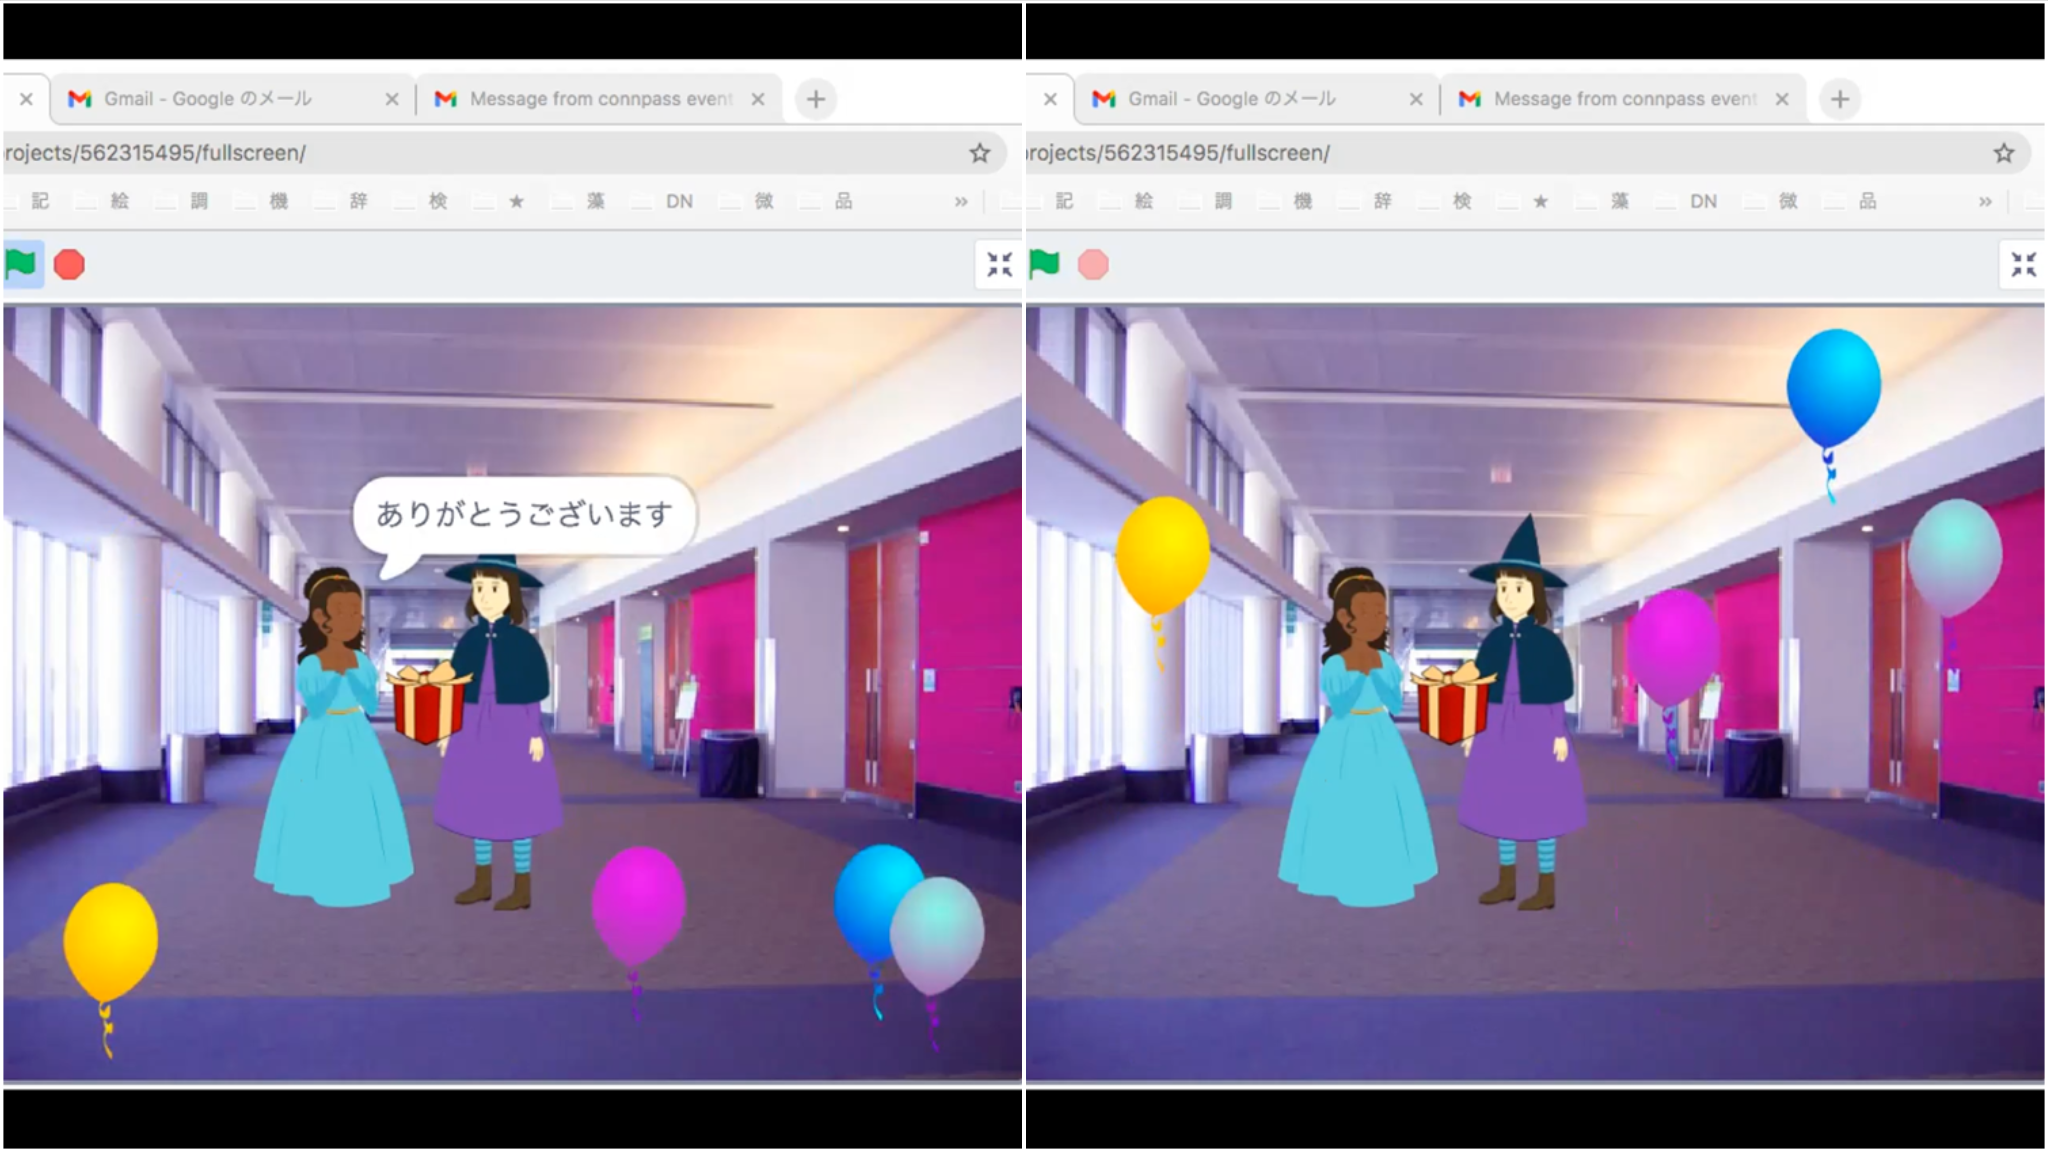 Gmail - Google のメール
Message from connpass event
rojects/562315495/fullscreen/
記 絵 調 機 辞 検 ★ 藻 DN 微 品 »
ありがとうございます
Gmail - Google のメール
Message from connpass event
rojects/562315495/fullscreen/
記 絵 調 機 辞 検 ★ 藻 DN 微 品 »